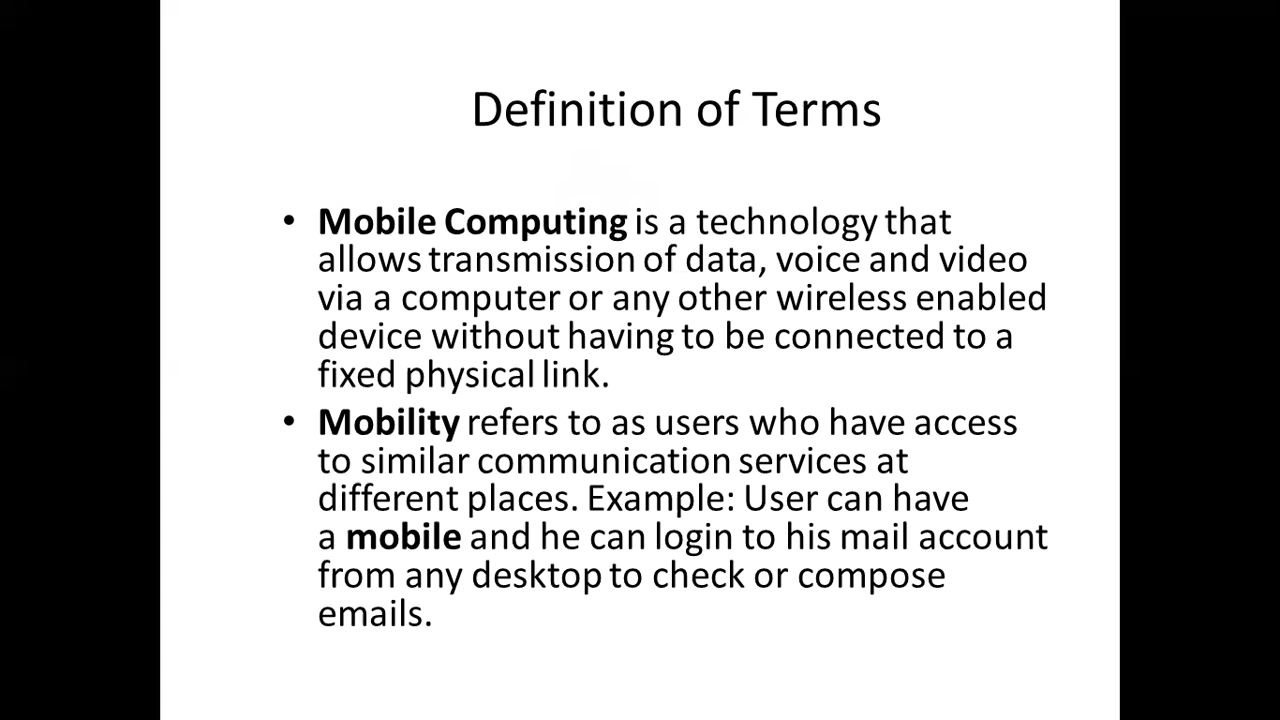 Definition of Terms
• Mobile Computing is a technology that
allows transmission of data, voice and video
via a computer or any other wireless enabled
device without having to be connected to a
fixed physical link.
• Mobility refers to as users who have access
to similar communication services at
different places. Example: User can have
a mobile and he can login to his mail account
from any desktop to check or compose
emails.